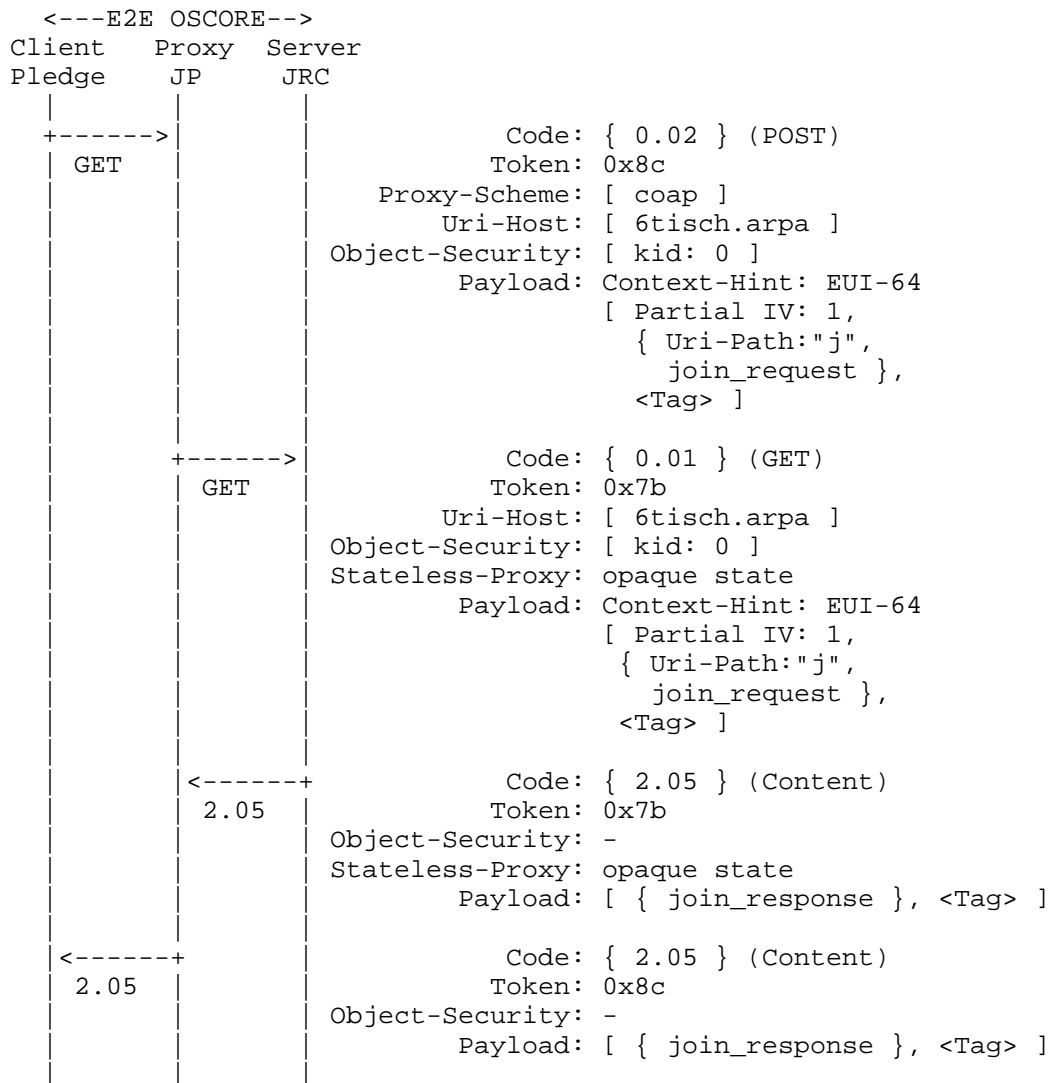 <---E2E OSCORE-->
Client Proxy Server
Pledge JP JRC
| | |
+------>| | Code: { 0.02 } (POST)
| GET | | Token: 0x8c
| | | Proxy-Scheme: [ coap ]
| | | Uri-Host: [ 6tisch.arpa ]
| | | Object-Security: [ kid: 0 ]
| | | Payload: Context-Hint: EUI-64
| | | [ Partial IV: 1,
| | | { Uri-Path:"j",
| | | join_request },
| | | <Tag> ]
| | |
| +------>| Code: { 0.01 } (GET)
| | GET | Token: 0x7b
| | | Uri-Host: [ 6tisch.arpa ]
| | | Object-Security: [ kid: 0 ]
| | | Stateless-Proxy: opaque state
| | | Payload: Context-Hint: EUI-64
| | | [ Partial IV: 1,
| | | { Uri-Path:"j",
| | | join_request },
| | | <Tag> ]
| | |
| |<------+ Code: { 2.05 } (Content)
| | 2.05 | Token: 0x7b
| | | Object-Security: -
| | | Stateless-Proxy: opaque state
| | | Payload: [ { join_response }, <Tag> ]
| | |
|<------+ | Code: { 2.05 } (Content)
| 2.05 | | Token: 0x8c
| | | Object-Security: -
| | | Payload: [ { join_response }, <Tag> ]
| | |